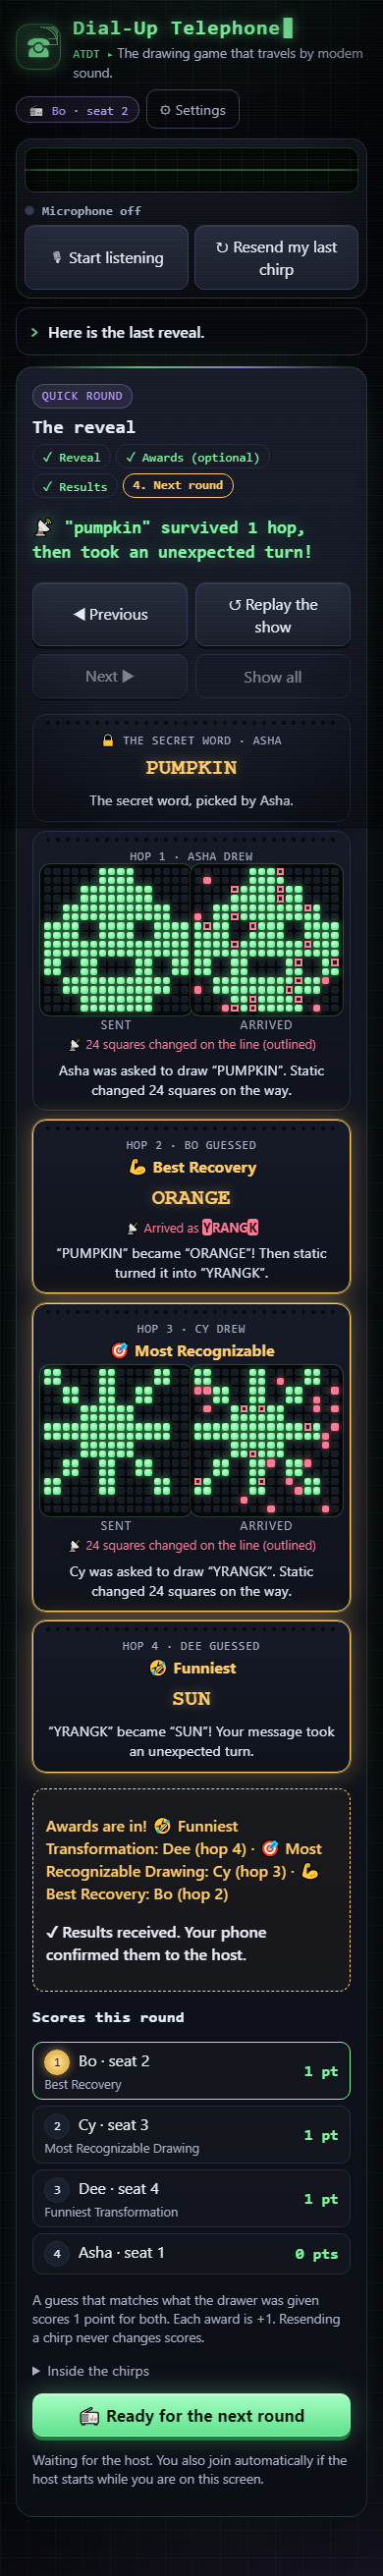 Dial-Up Telephone
ATDT ▸ The drawing game that travels by modem
sound.
📻 Bo · seat 2
⚙ Settings
Microphone off
🎙 Start listening
↻ Resend my last
chirp
> Here is the last reveal.
QUICK ROUND
The reveal
✓ Reveal
✓ Awards (optional)
✓ Results
4. Next round
📡 "pumpkin" survived 1 hop,
then took an unexpected turn!
◀ Previous
↺ Replay the
show
Next ▶
Show all
🔒 THE SECRET WORD · ASHA
PUMPKIN
The secret word, picked by Asha.
HOP 1 · ASHA DREW
SENT
ARRIVED
📡 24 squares changed on the line (outlined)
Asha was asked to draw “PUMPKIN”. Static
changed 24 squares on the way.
HOP 2 · BO GUESSED
💪 Best Recovery
ORANGE
📡 Arrived as YRANGK
“PUMPKIN” became “ORANGE”! Then static
turned it into “YRANGK”.
HOP 3 · CY DREW
🎯 Most Recognizable
SENT
ARRIVED
📡 24 squares changed on the line (outlined)
Cy was asked to draw “YRANGK”. Static
changed 24 squares on the way.
HOP 4 · DEE GUESSED
🤣 Funniest
SUN
“YRANGK” became “SUN”! Your message took
an unexpected turn.
Awards are in! 🤣 Funniest
Transformation: Dee (hop 4) · 🎯 Most
Recognizable Drawing: Cy (hop 3) · 💪
Best Recovery: Bo (hop 2)
✓ Results received. Your phone
confirmed them to the host.
Scores this round
1 Bo · seat 2
Best Recovery
1 pt
2 Cy · seat 3
Most Recognizable Drawing
1 pt
3 Dee · seat 4
Funniest Transformation
1 pt
4 Asha · seat 1
0 pts
A guess that matches what the drawer was given
scores 1 point for both. Each award is +1. Resending
a chirp never changes scores.
▶ Inside the chirps
📻 Ready for the next round
Waiting for the host. You also join automatically if the
host starts while you are on this screen.